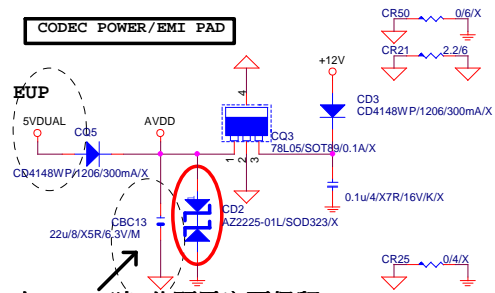 CODEC POWER/EMI PAD
CR50 0/6/X
CR21 2.2/6
+12V
EUP
5VDUAL
CQ5
AVDD
4
CD3
CD4148WP/1206/300mA/X
CQ3
78L05/SOT89/0.1A/X
1
2
3
CD4148WP/1206/300mA/X
0.1u/4/X7R/16V/K/X
CBC13
22u/8/X5R/6.3V/M
CD2
AZ2225-01L/SOD323/X
CR25 0/4/X